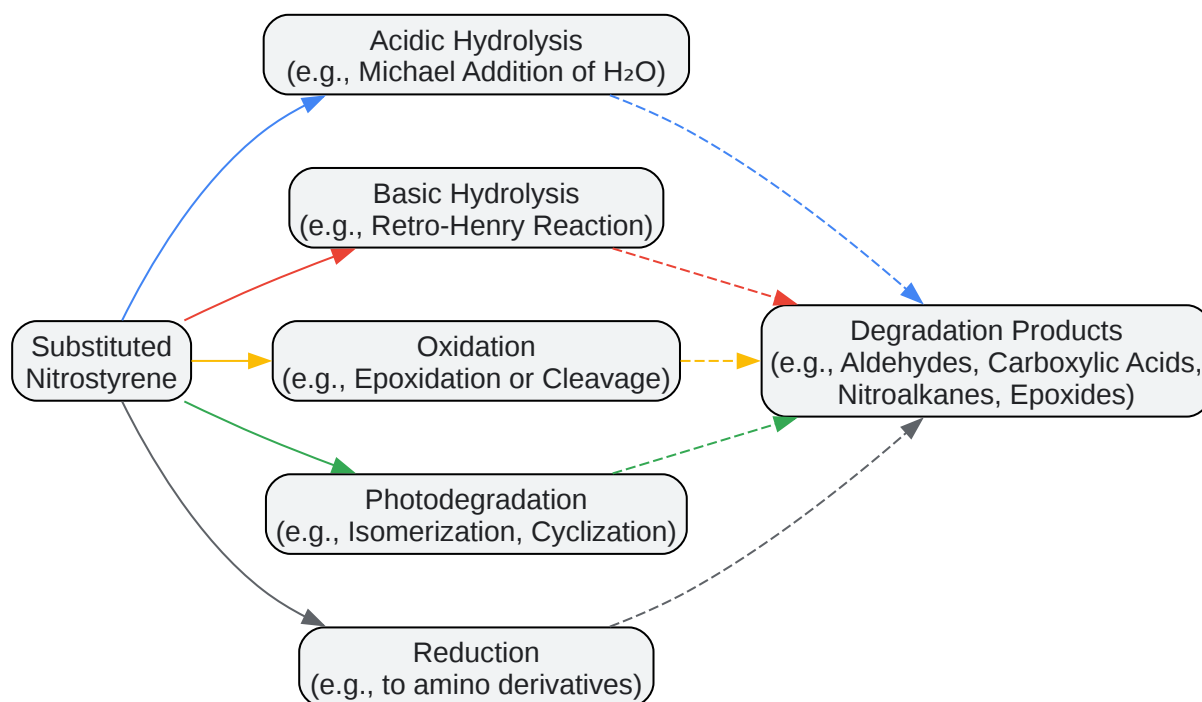 Acidic Hydrolysis
(e.g., Michael Addition of H₂O)
Basic Hydrolysis
(e.g., Retro-Henry Reaction)
Substituted
Nitrostyrene
Oxidation
(e.g., Epoxidation or Cleavage)
Degradation Products
(e.g., Aldehydes, Carboxylic Acids,
Nitroalkanes, Epoxides)
Photodegradation
(e.g., Isomerization, Cyclization)
Reduction
(e.g., to amino derivatives)